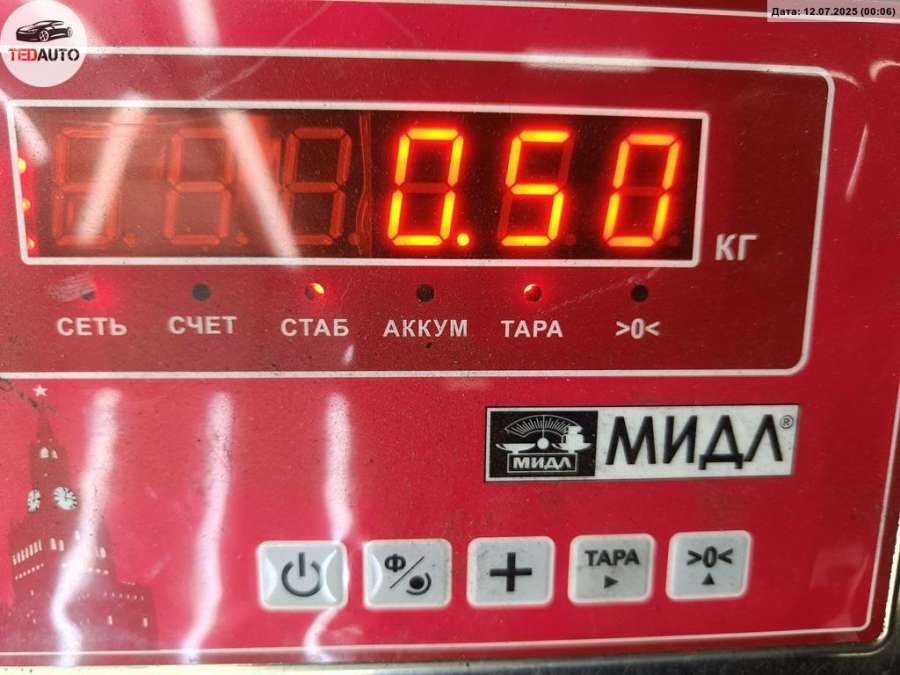 Дата: 12.07.2025 (00:06)
TEDAUTO
0.50
КГ
СЕТЬ СЧЕТ СТАБ АККУМ ТАРА >0<
МИДЛ МИДЛ®
Ф ТАРА >0<